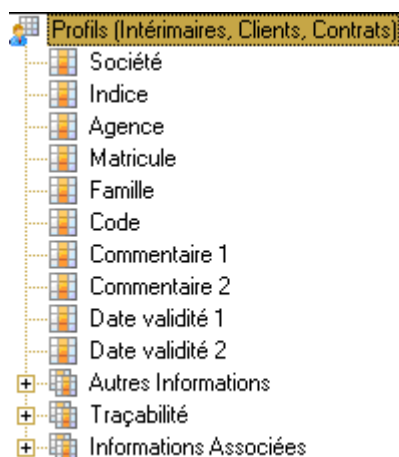 Profils (Intérimaires, Clients, Contrats)
Société
Indice
Agence
Matricule
Famille
Code
Commentaire 1
Commentaire 2
Date validité 1
Date validité 2
Autres Informations
Traçabilité
Informations Associées